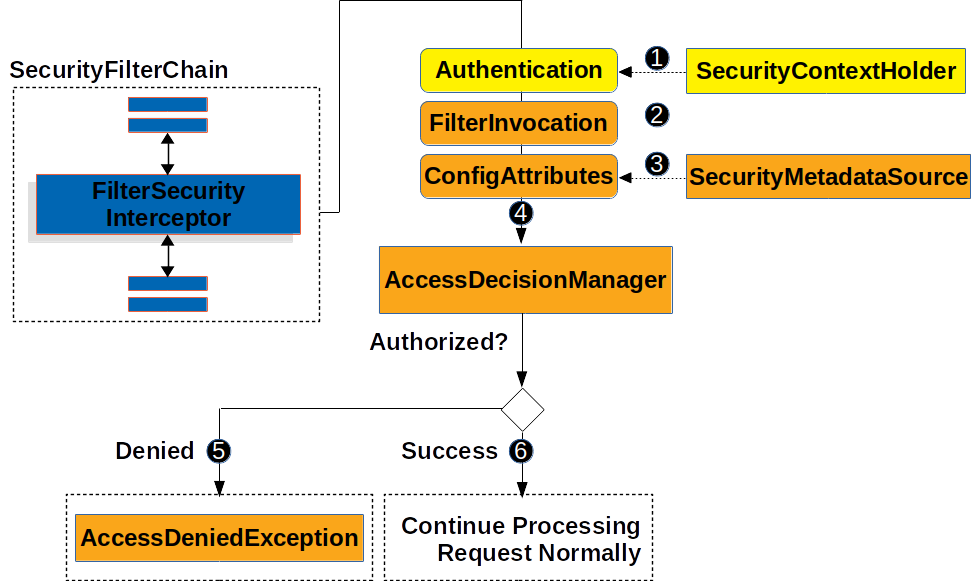 SecurityFilterChain
FilterSecurity
Interceptor
Authentication
1
SecurityContextHolder
FilterInvocation
2
ConfigAttributes
3
SecurityMetadataSource
4
AccessDecisionManager
Authorized?
Denied
5
Success
6
AccessDeniedException
Continue Processing
Request Normally